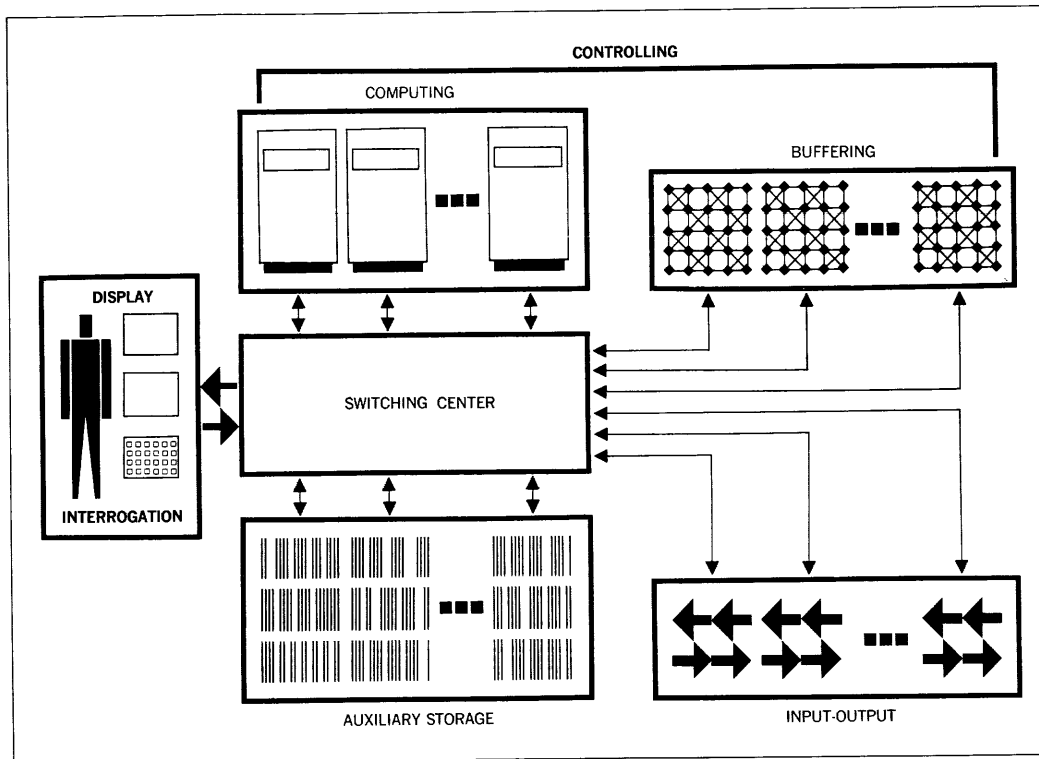 CONTROLLING
COMPUTING
BUFFERING
DISPLAY
INTERROGATION
SWITCHING CENTER
AUXILIARY STORAGE
INPUT-OUTPUT